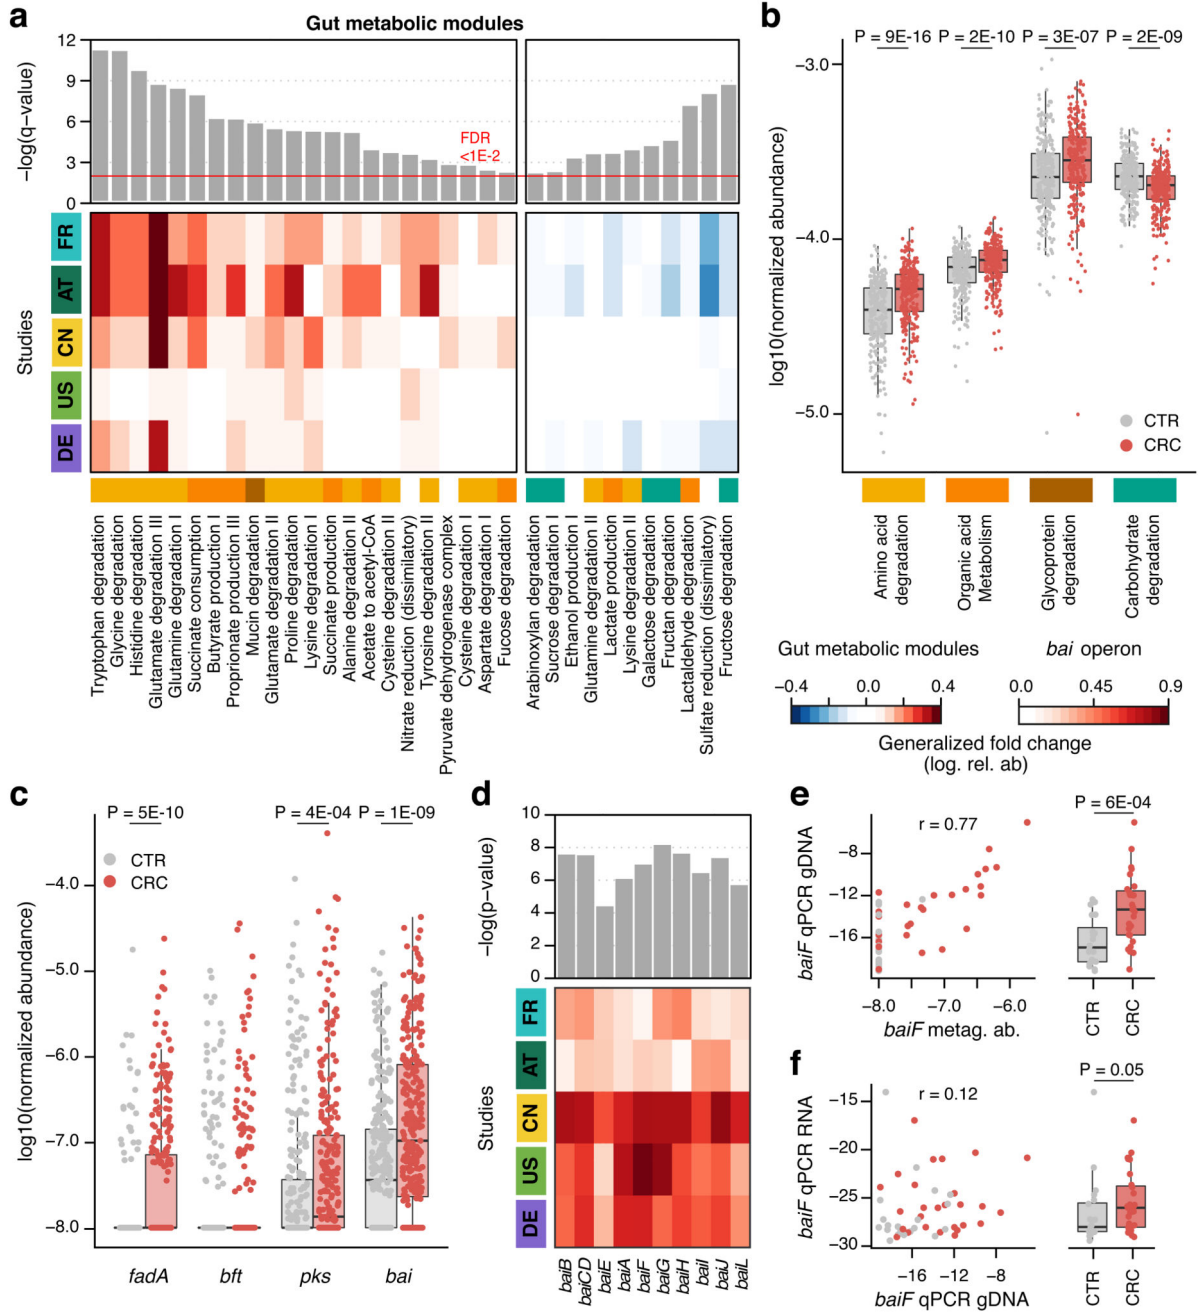 a
Gut metabolic modules
−log(q−value)
12
9
6
3
0
FDR
<1E-2
Studies
FR
AT
CN
US
DE
Tryptophan degradation
Glycine degradation
Histidine degradation
Glutamate degradation III
Glutamine degradation I
Succinate consumption
Butyrate production I
Proprionate production III
Mucin degradation
Glutamate degradation II
Proline degradation
Lysine degradation I
Succinate production
Alanine degradation II
Acetate to acetyl-CoA
Cysteine degradation II
Nitrate reduction (dissimilatory)
Tyrosine degradation II
Pyruvate dehydrogenase complex
Cysteine degradation I
Aspartate degradation I
Fucose degradation
Arabinoxylan degradation
Sucrose degradation I
Ethanol production I
Glutamine degradation II
Lactate production
Lysine degradation II
Galactose degradation
Fructan degradation
Lactaldehyde degradation
Sulfate reduction (dissimilatory)
Fructose degradation
b
P = 9E-16
P = 2E-10
P = 3E-07
P = 2E-09
log10(normalized abundance)
−3.0
−4.0
−5.0
CTR
CRC
Amino acid
degradation
Organic acid
Metabolism
Glycoprotein
degradation
Carbohydrate
degradation
Gut metabolic modules
bai operon
−0.4
0.0
0.4
0.0
0.45
0.9
Generalized fold change
(log. rel. ab)
c
P = 5E-10
P = 4E-04
P = 1E-09
CTR
CRC
log10(normalized abundance)
−4.0
−5.0
−6.0
−7.0
−8.0
fadA
bft
pks
bai
d
−log(p−value)
10
8
6
4
2
0
Studies
FR
AT
CN
US
DE
baiB
baiCD
baiE
baiA
baiF
baiG
baiH
baiI
baiJ
baiL
e
baiF qPCR gDNA
r = 0.77
−8
−12
−16
−8.0
−7.0
−6.0
baiF metag. ab.
P = 6E-04
CTR
CRC
f
baiF qPCR RNA
r = 0.12
−15
−20
−25
−30
−16
−12
−8
baiF qPCR gDNA
P = 0.05
CTR
CRC